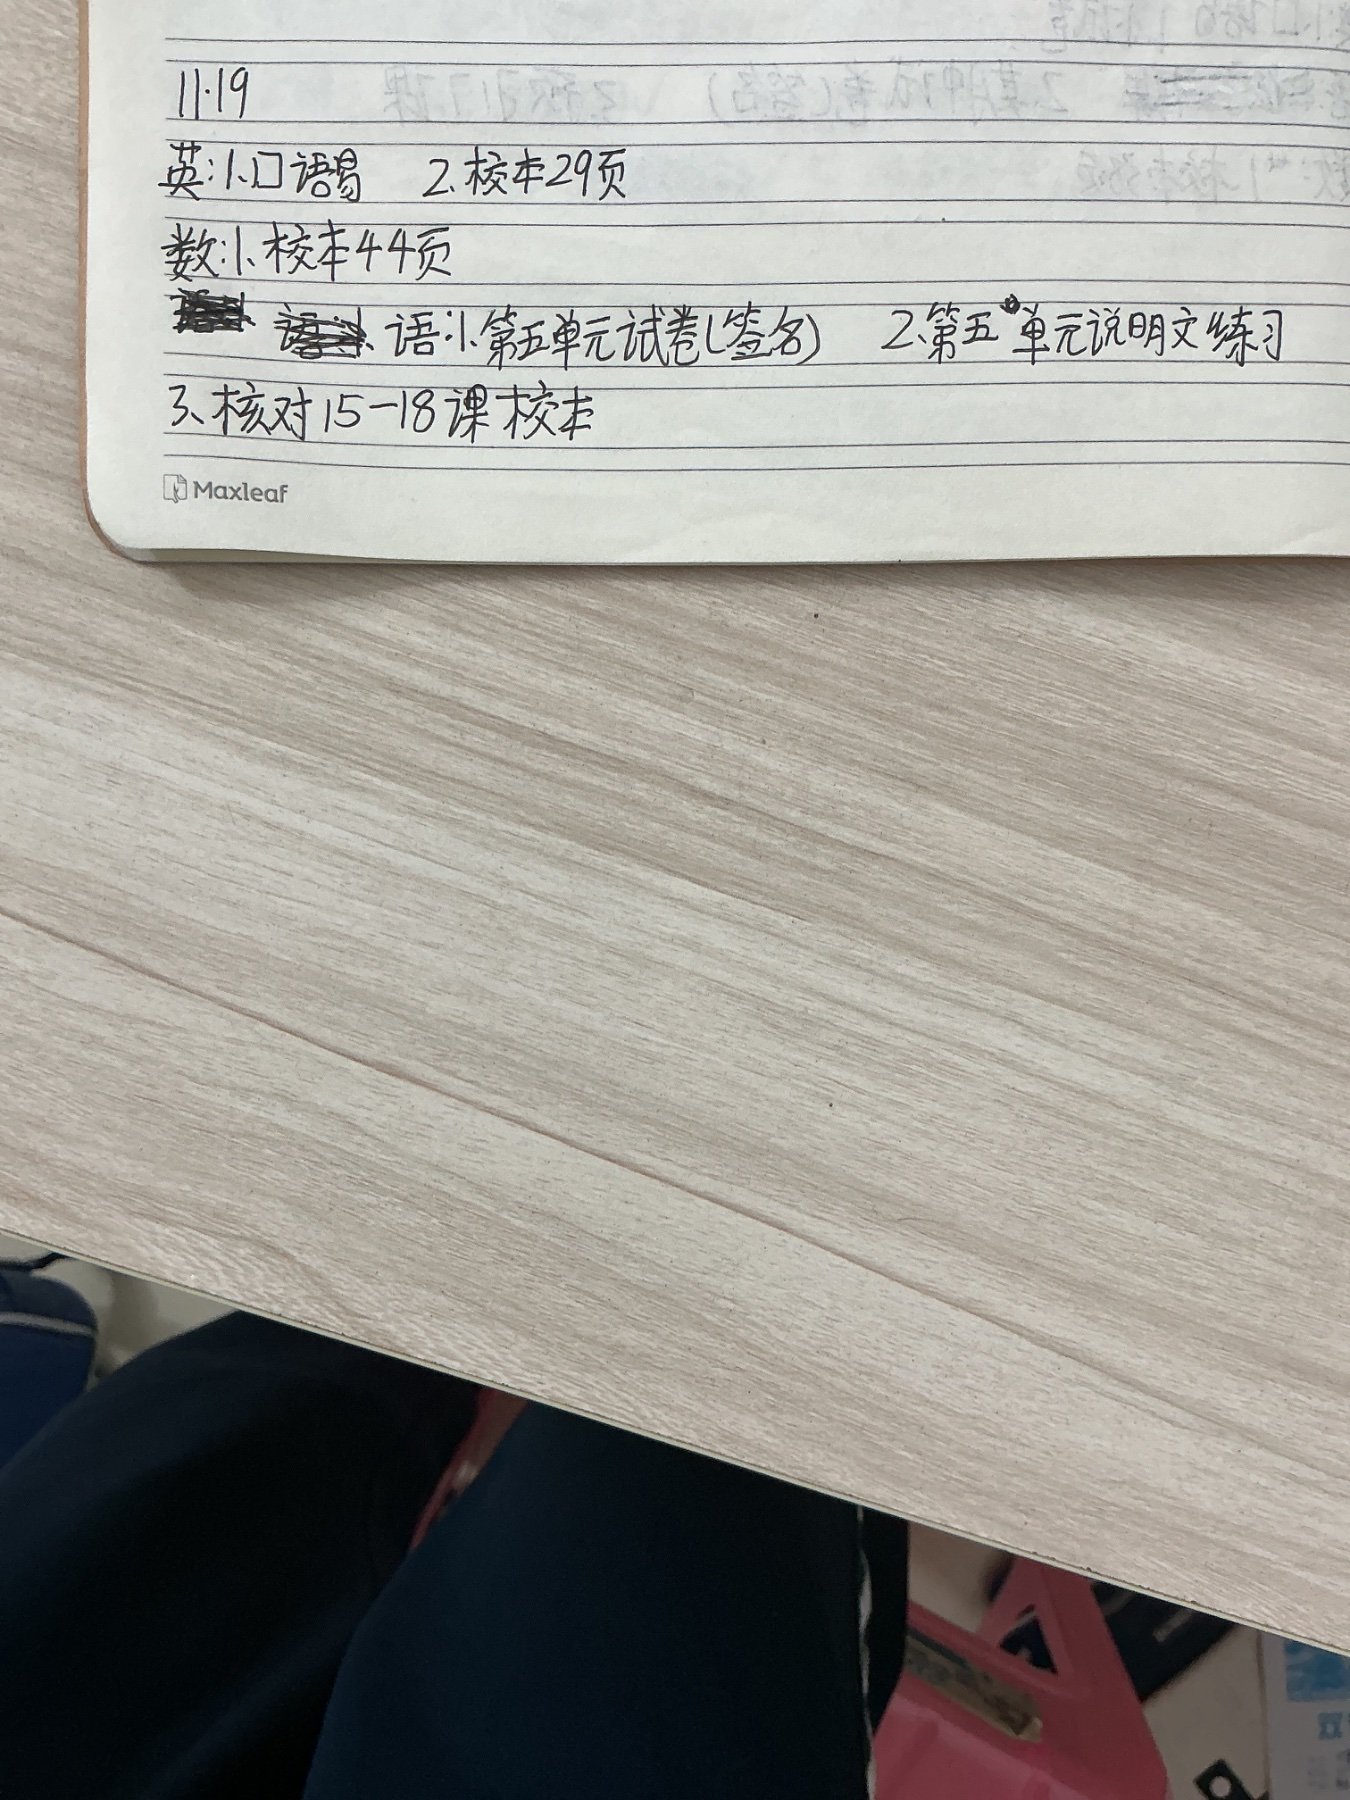 11.19
英:1、口语易 2、校本29页
数:1、校本44页
语:1、第五单元试卷(签名) 2、第五单元说明文练习
3、核对15-18课校本
Maxleaf